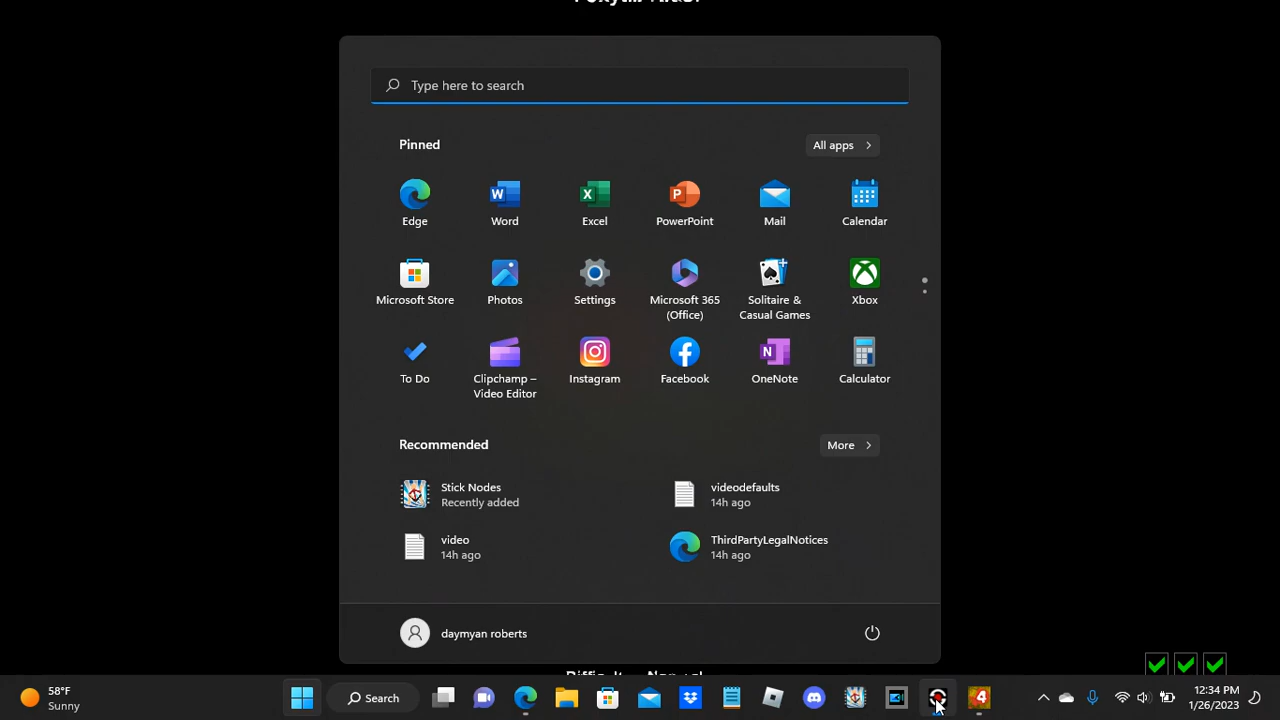 Type here to search
Pinned
All apps
Edge
Word
Excel
PowerPoint
Mail
Calendar
Microsoft Store
Photos
Settings
Microsoft 365
(Office)
Solitaire &
Casual Games
Xbox
To Do
Clipchamp –
Video Editor
Instagram
Facebook
OneNote
Calculator
Recommended
More
Stick Nodes
Recently added
videodefaults
14h ago
video
14h ago
ThirdPartyLegalNotices
14h ago
daymyan roberts
58°F
Sunny
Search
4
12:34 PM
1/26/2023